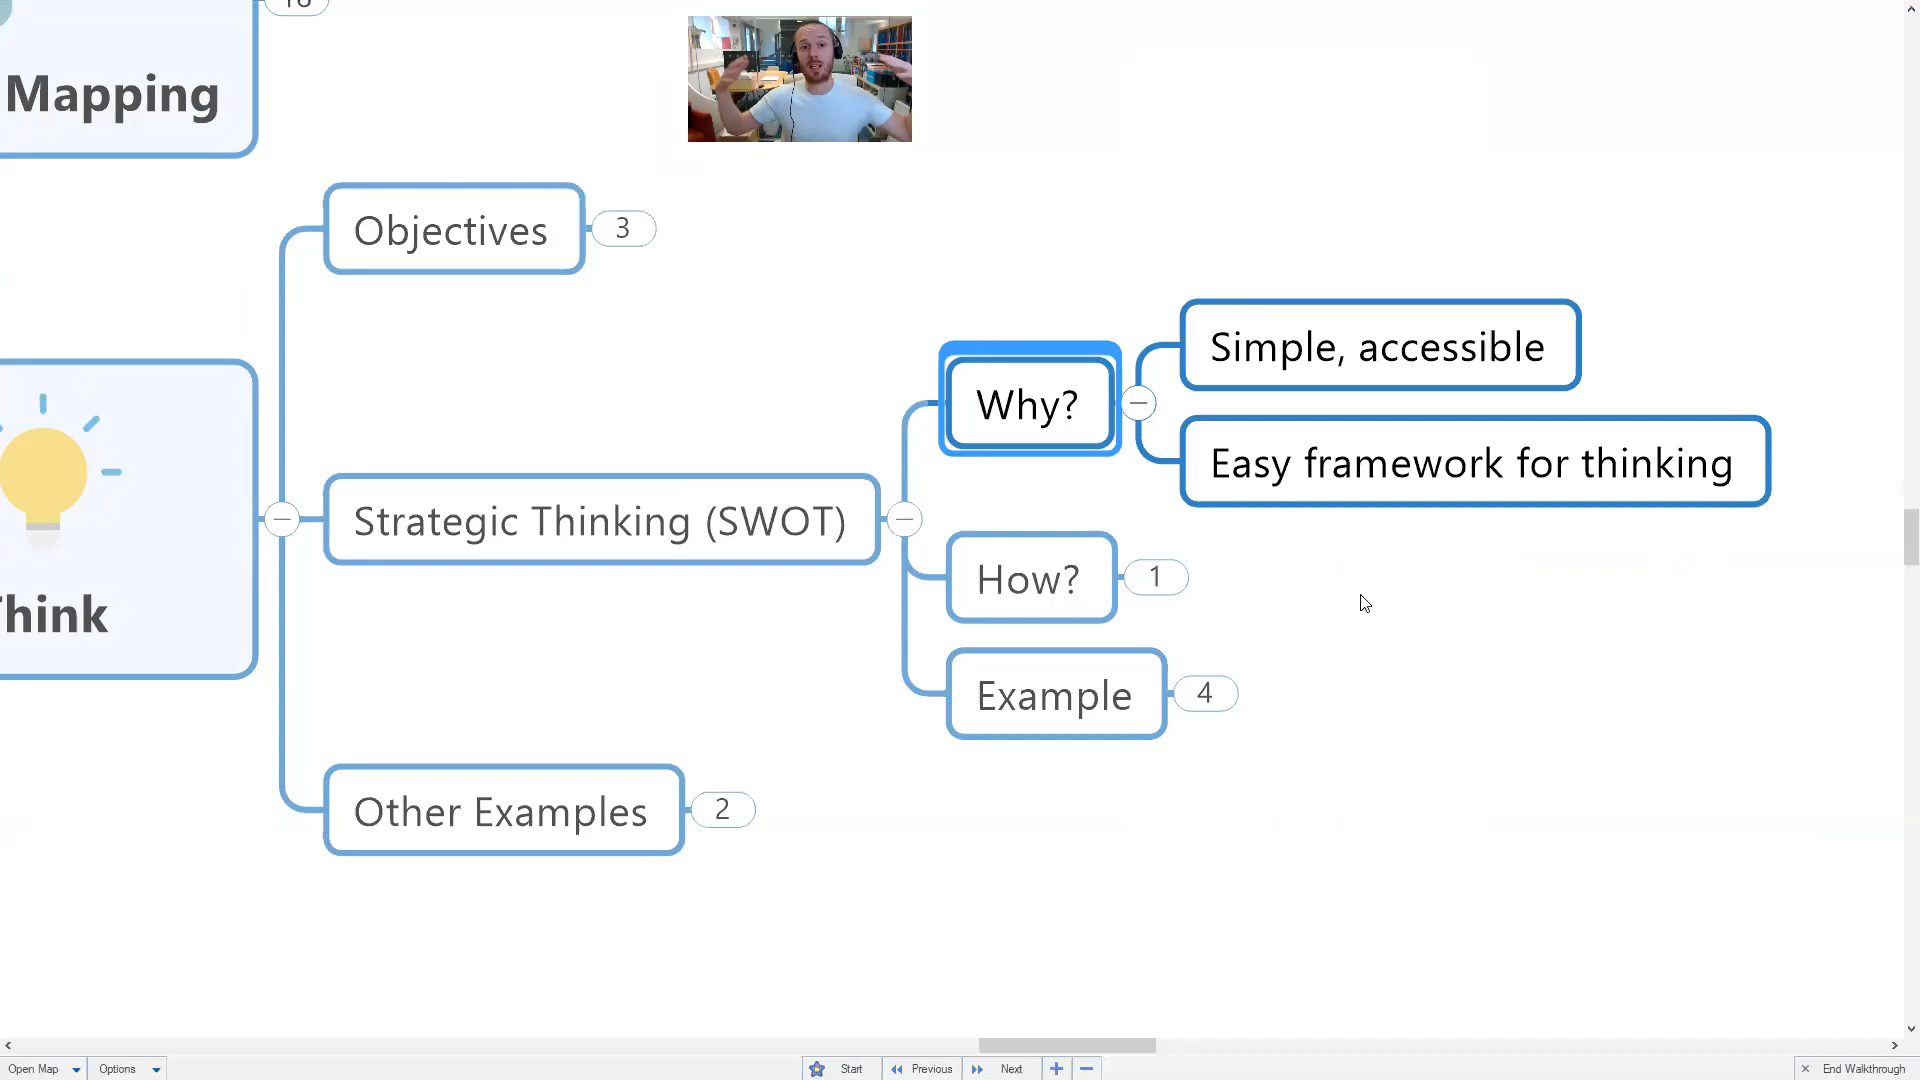 Mapping
Objectives
3
Simple, accessible
Why?
Easy framework for thinking
Strategic Thinking (SWOT)
How?
1
Think
Example
4
Other Examples
2
Open Map
Options
Start
Previous
Next
End Walkthrough